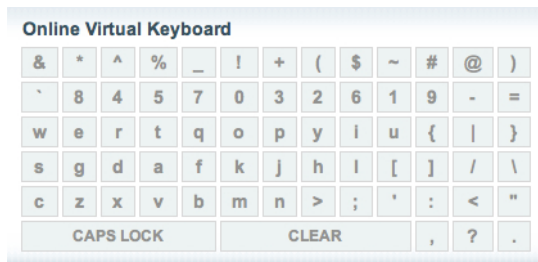 Online Virtual Keyboard
& * ^ % _ ! + ( $ ~ # @ )
` 8 4 5 7 0 3 2 6 1 9 - =
w e r t q o p y i u { | }
s g d a f k j h l [ ] / \
c z x v b m n > ; ' : < "
CAPS LOCK CLEAR , ? .